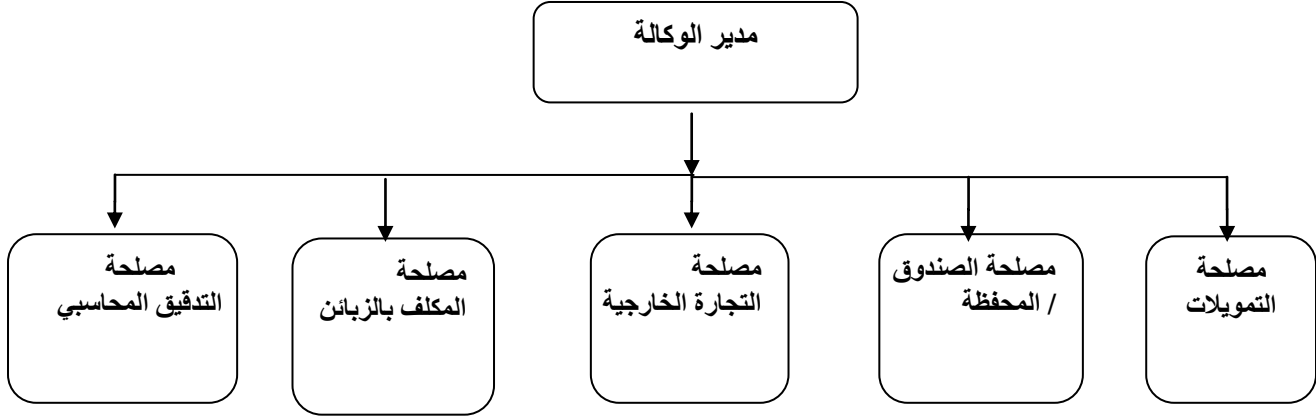 مدير الوكالة
مصلحة
التمويلات
مصلحة الصندوق
/ المحفظة
مصلحة
التجارة الخارجية
مصلحة
المكلف بالزبائن
مصلحة
التدقيق المحاسبي